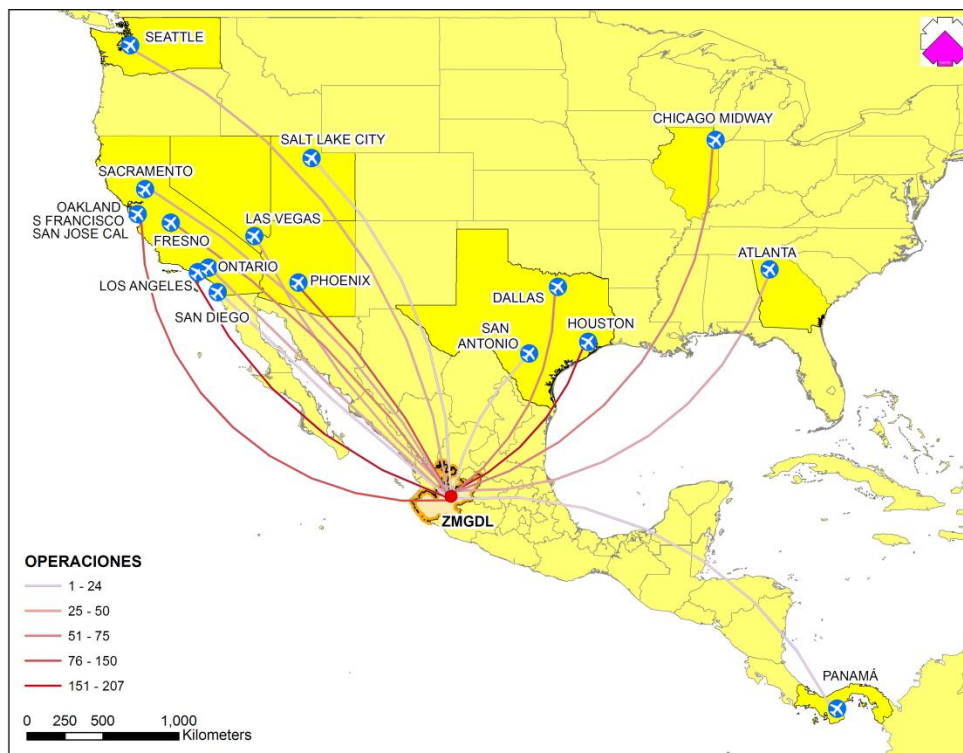 SEATTLE
CHICAGO MIDWAY
SALT LAKE CITY
SACRAMENTO
OAKLAND
S FRANCISCO
SAN JOSE CAL
LAS VEGAS
FRESNO
ATLANTA
ONTARIO
LOS ANGELES
PHOENIX
DALLAS
SAN DIEGO
SAN
ANTONIO
HOUSTON
ZMGDL
OPERACIONES
1 - 24
25 - 50
51 - 75
76 - 150
151 - 207
PANAMÁ
0 250 500 1,000
Kilometers